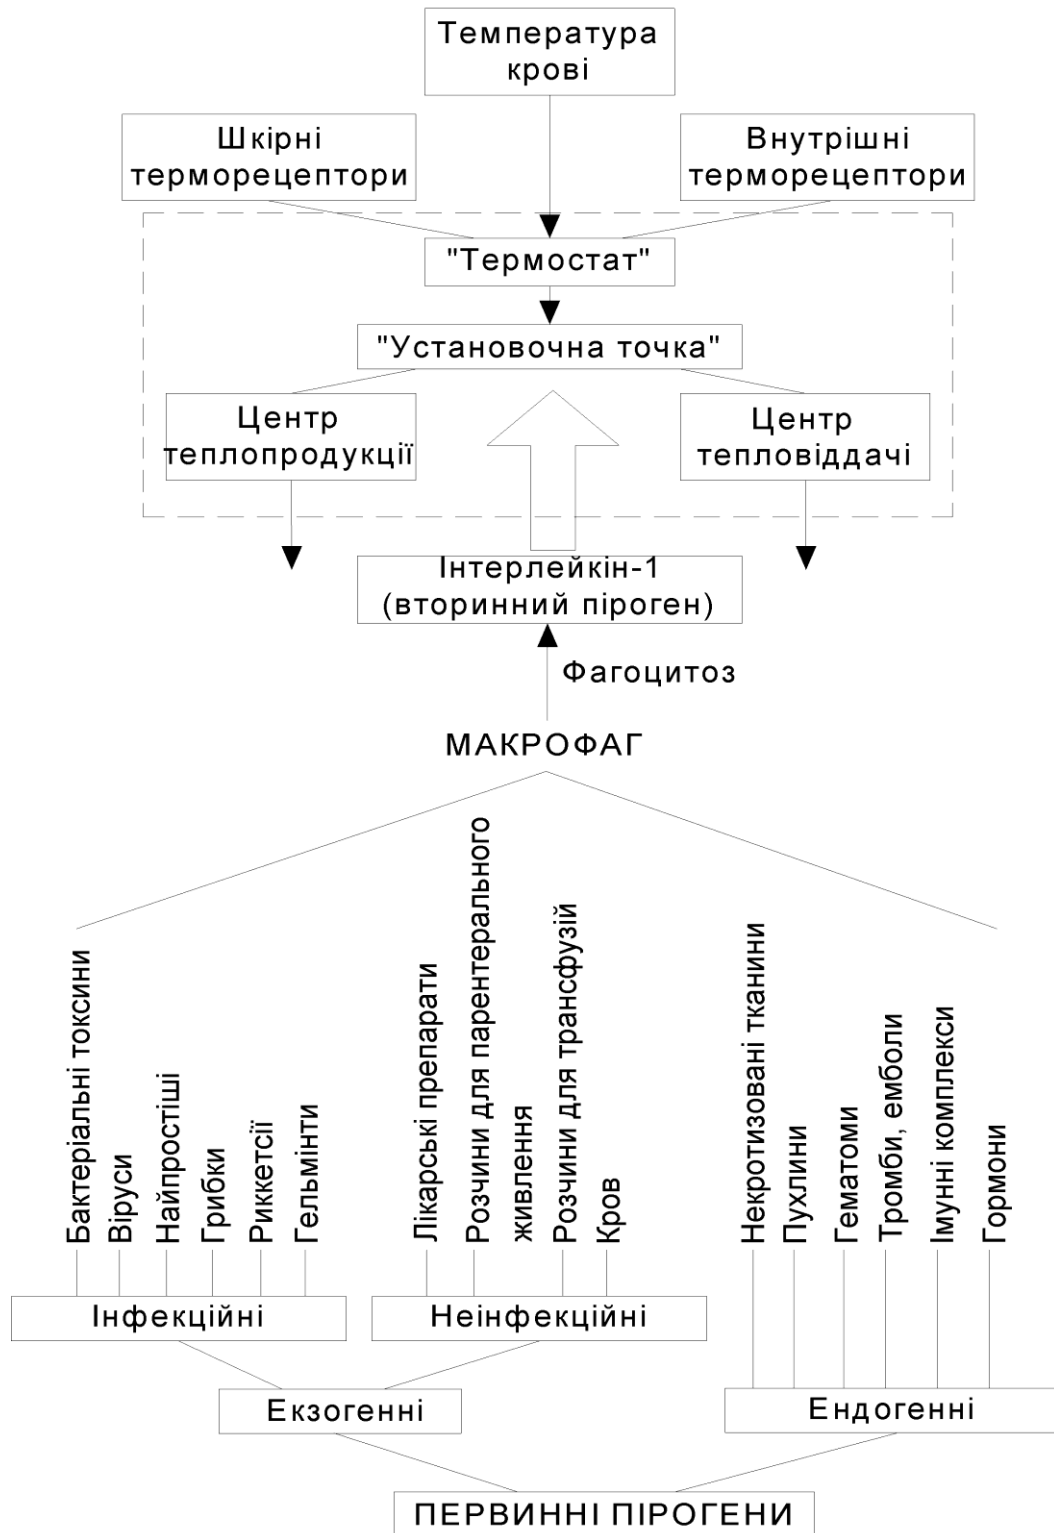 Температура
крові
Шкірні
терморецептори
Внутрішні
терморецептори
"Термостат"
"Установочна точка"
Центр
теплопродукції
Центр
тепловіддачі
Інтерлейкін-1
(вторинний піроген)
Фагоцитоз
МАКРОФАГ
Бактеріальні токсини
Віруси
Найпростіші
Грибки
Риккетсії
Гельмінти
Лікарські препарати
Розчини для парентерального
живлення
Розчини для трансфузій
Кров
Некротизовані тканини
Пухлини
Гематоми
Тромби, емболи
Імунні комплекси
Гормони
Інфекційні
Неінфекційні
Екзогенні
Ендогенні
ПЕРВИННІ ПІРОГЕНИ